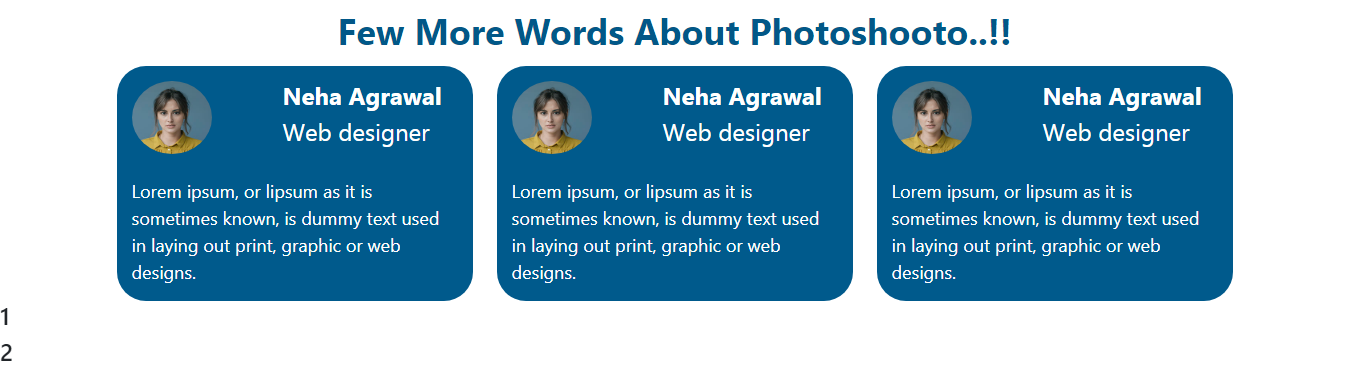 Few More Words About Photoshooto..!!
Neha Agrawal
Web designer
Lorem ipsum, or lipsum as it is
sometimes known, is dummy text used
in laying out print, graphic or web
designs.
Neha Agrawal
Web designer
Lorem ipsum, or lipsum as it is
sometimes known, is dummy text used
in laying out print, graphic or web
designs.
Neha Agrawal
Web designer
Lorem ipsum, or lipsum as it is
sometimes known, is dummy text used
in laying out print, graphic or web
designs.
1
2